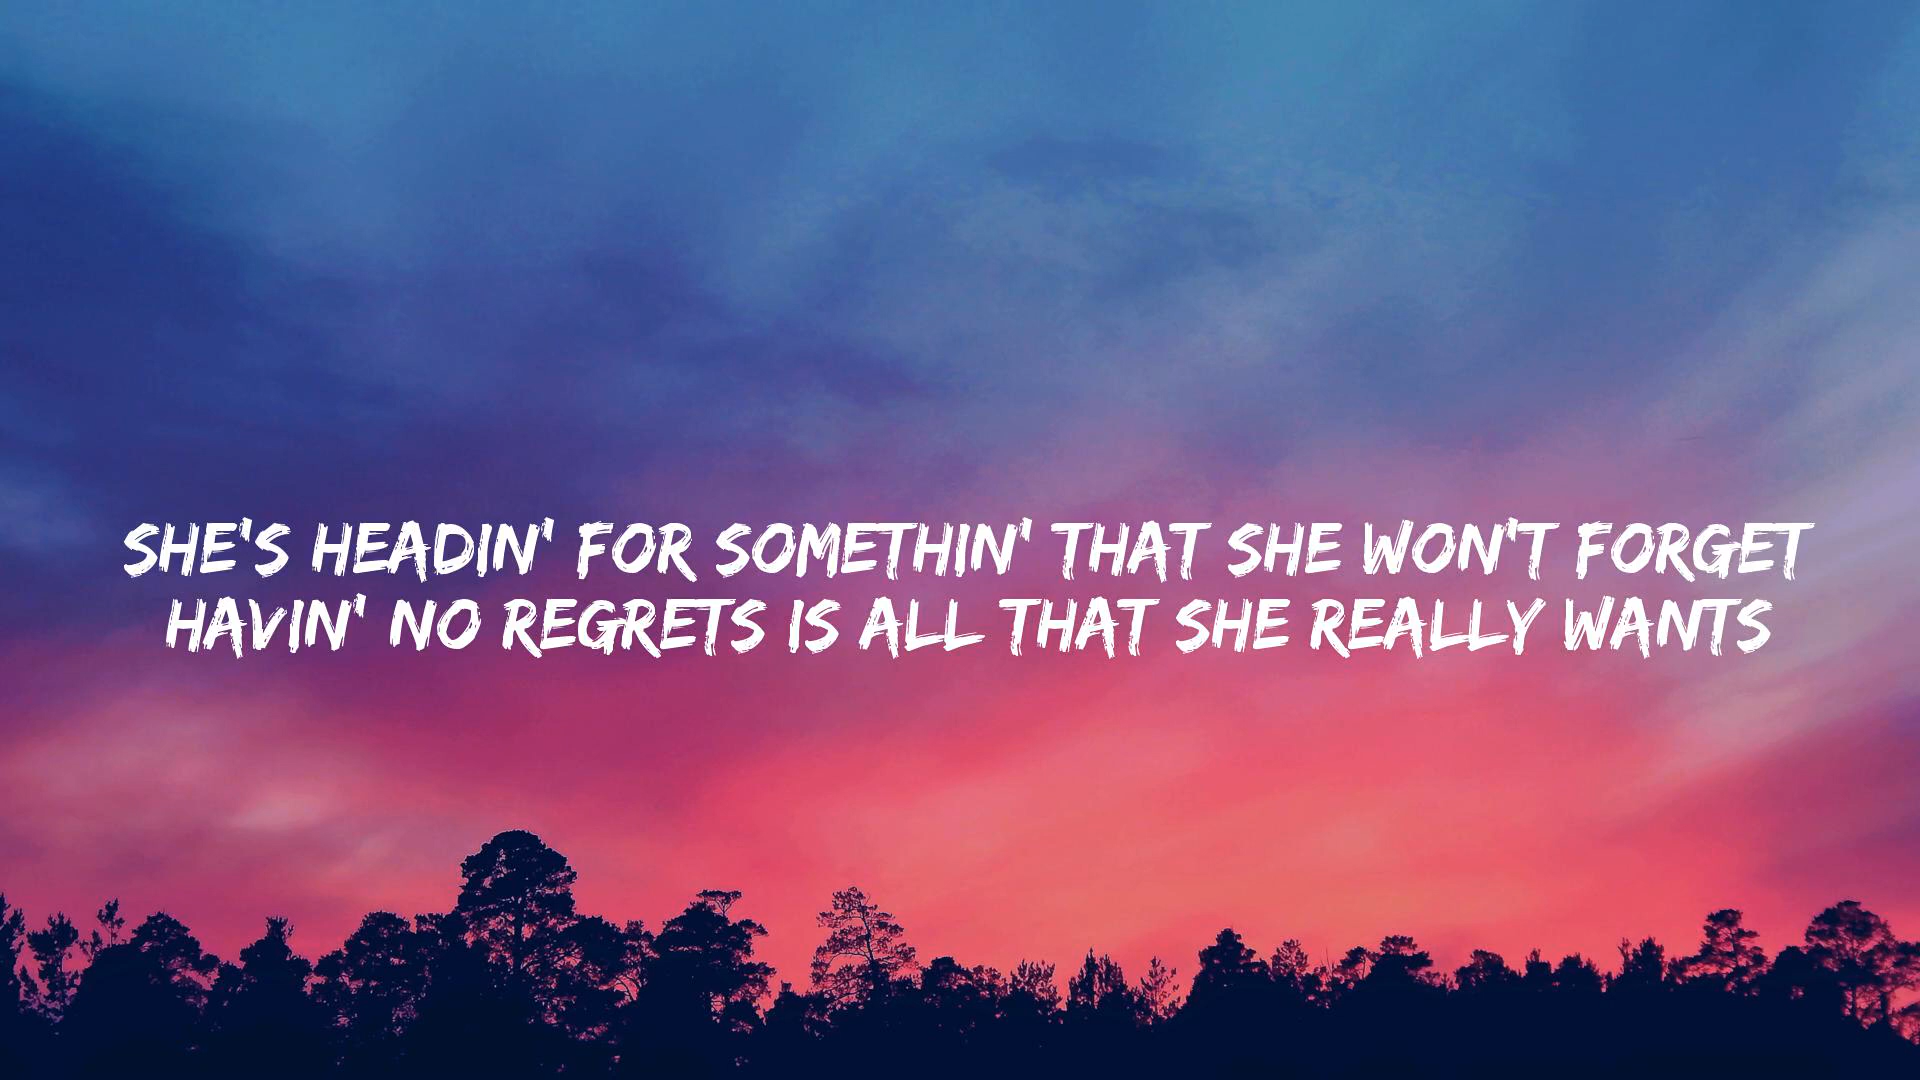 SHE'S HEADIN' FOR SOMETHIN' THAT SHE WON'T FORGET
HAVIN' NO REGRETS IS ALL THAT SHE REALLY WANTS